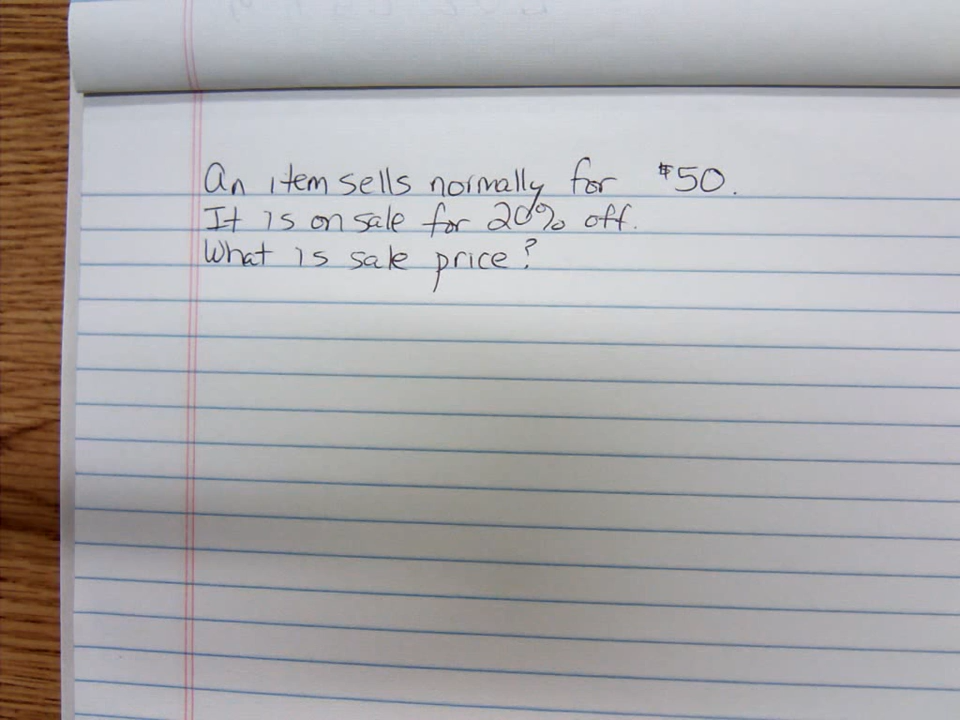 An item sells normally for $50.
It is on sale for 20% off.
What is sale price?